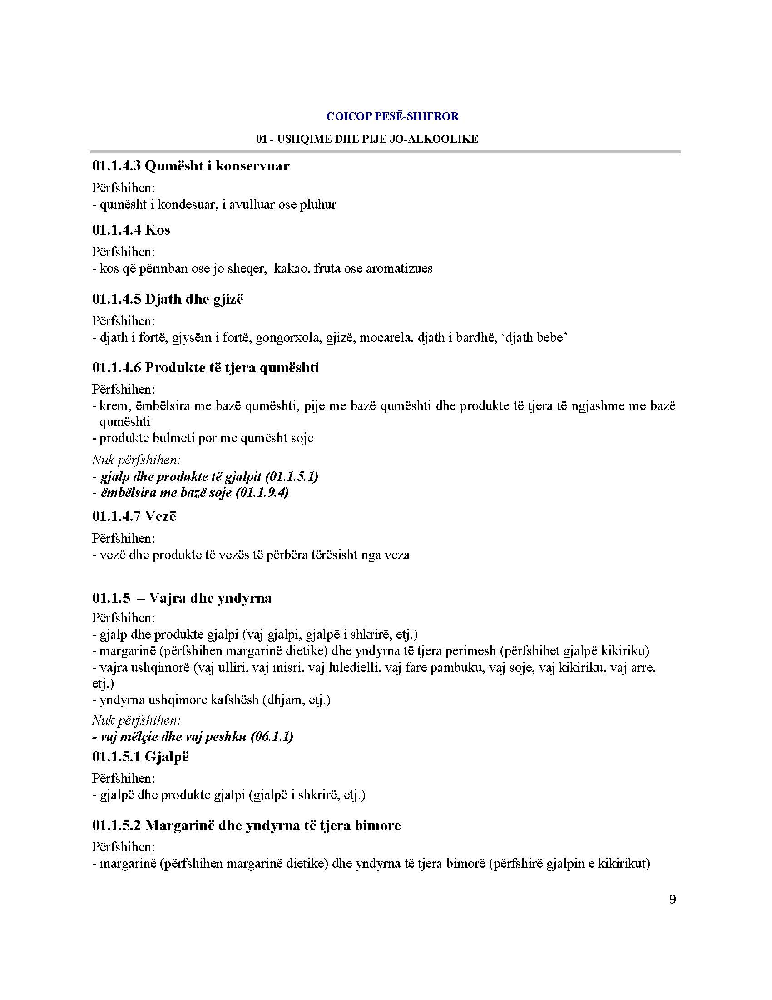 COICOP PESË-SHIFROR
01 - USHQIME DHE PIJE JO-ALKOOLIKE
01.1.4.3 Qumësht i konservuar
Përfshihen:
- qumësht i kondesuar, i avulluar ose pluhur
01.1.4.4 Kos
Përfshihen:
- kos që përmban ose jo sheqer,  kakao, fruta ose aromatizues
01.1.4.5 Djath dhe gjizë
Përfshihen:
- djath i fortë, gjysëm i fortë, gongorxola, gjizë, mocarela, djath i bardhë, ‘djath bebe’
01.1.4.6 Produkte të tjera qumështi
Përfshihen:
- krem, ëmbëlsira me bazë qumështi, pije me bazë qumështi dhe produkte të tjera të ngjashme me bazë
qumështi
- produkte bulmeti por me qumësht soje
Nuk përfshihen:
- gjalp dhe produkte të gjalpit (01.1.5.1)
- ëmbëlsira me bazë soje (01.1.9.4)
01.1.4.7 Vezë
Përfshihen:
- vezë dhe produkte të vezës të përbëra tërësisht nga veza
01.1.5  – Vajra dhe yndyrna
Përfshihen:
- gjalp dhe produkte gjalpi (vaj gjalpi, gjalpë i shkrirë, etj.)
- margarinë (përfshihen margarinë dietike) dhe yndyrna të tjera perimesh (përfshihet gjalpë kikiriku)
- vajra ushqimorë (vaj ulliri, vaj misri, vaj luledielli, vaj fare pambuku, vaj soje, vaj kikiriku, vaj arre,
etj.)
- yndyrna ushqimore kafshësh (dhjam, etj.)
Nuk përfshihen:
- vaj mëlçie dhe vaj peshku (06.1.1)
01.1.5.1 Gjalpë
Përfshihen:
- gjalpë dhe produkte gjalpi (gjalpë i shkrirë, etj.)
01.1.5.2 Margarinë dhe yndyrna të tjera bimore
Përfshihen:
- margarinë (përfshihen margarinë dietike) dhe yndyrna të tjera bimorë (përfshirë gjalpin e kikirikut)
9